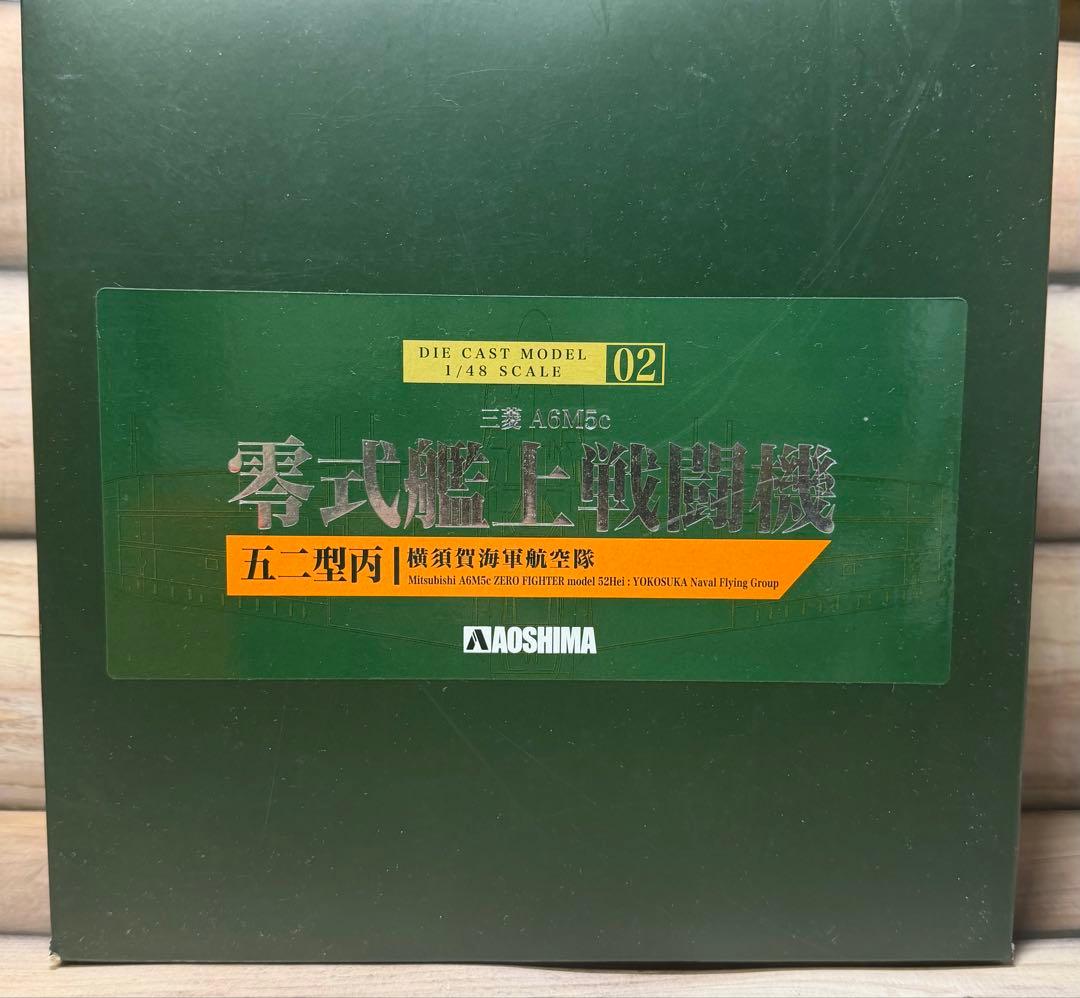 DIE CAST MODEL
1/48 SCALE
02
三菱 A6M5c
零式艦上戦闘機
五二型丙
横須賀海軍航空隊
Mitsubishi A6M5c ZERO FIGHTER model 52Hei : YOKOSUKA Naval Flying Group
AOSHIMA